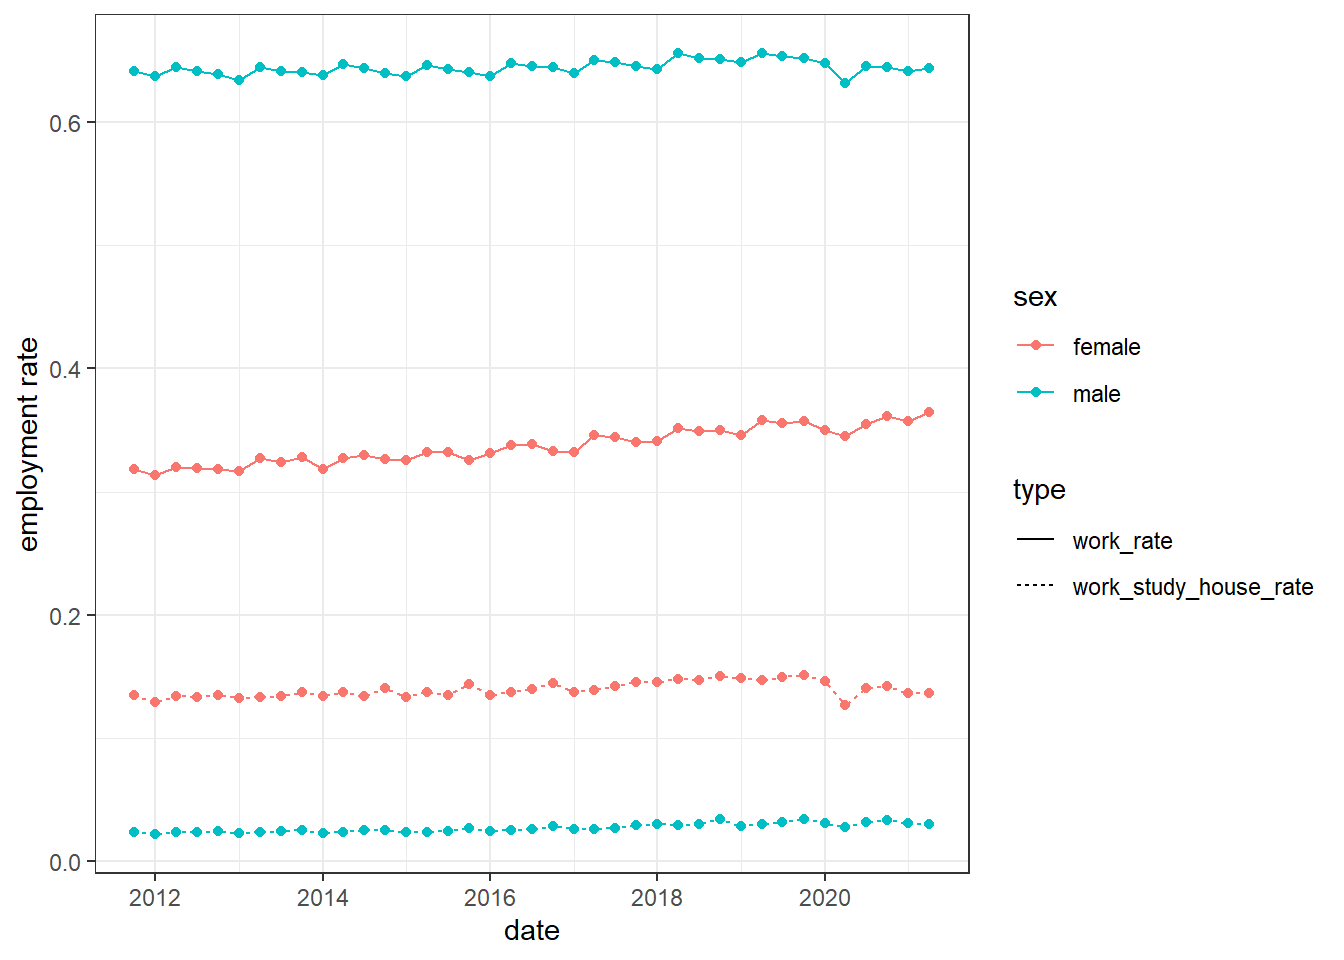 employment rate
0.6
0.4
0.2
0.0
2012 2014 2016 2018 2020
date
sex
female
male
type
work_rate
work_study_house_rate